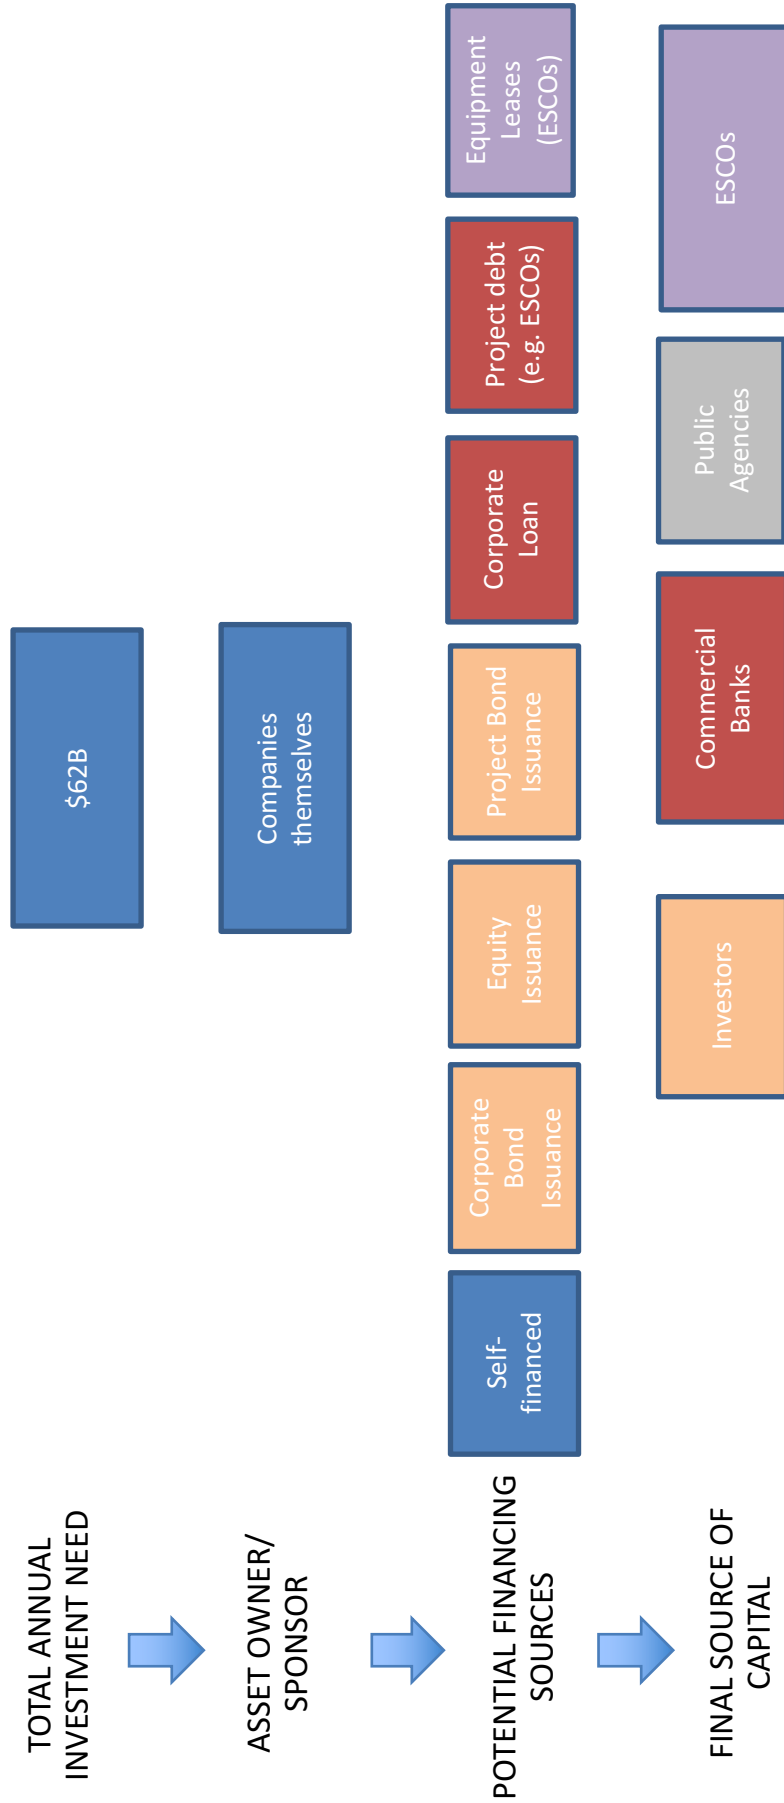 TOTAL ANNUAL
INVESTMENT NEED
$62B
ASSET OWNER/
SPONSOR
Companies
themselves
POTENTIAL FINANCING
SOURCES
Self-
financed
Corporate
Bond
Issuance
Equity
Issuance
Project Bond
Issuance
Corporate
Loan
Project debt
(e.g. ESCOs)
Equipment
Leases
(ESCOs)
FINAL SOURCE OF
CAPITAL
Investors
Commercial
Banks
Public
Agencies
ESCOs